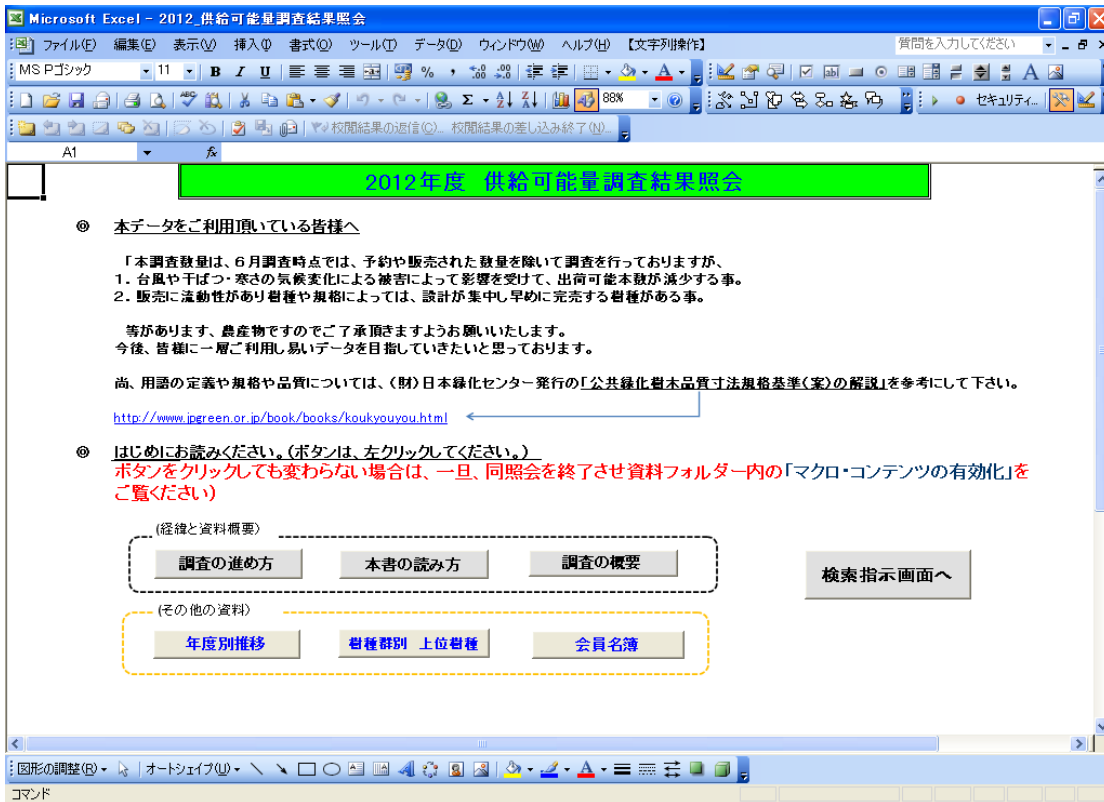 Microsoft Excel - 2012_供給可能量調査結果照会
ファイル(F) 編集(E) 表示(V) 挿入(I) 書式(O) ツール(T) データ(D) ウィンドウ(W) ヘルプ(H) 【文字列操作】 質問を入力してください
MS Pゴシック 11 B I U
88% セキュリティ...
校閲結果の返信(C)... 校閲結果の差し込み終了(N)...
A1 fx
2012年度 供給可能量調査結果照会
◎ 本データをご利用頂いている皆様へ
「本調査数量は、6月調査時点では、予約や販売された数量を除いて調査を行っておりますが、
1. 台風や干ばつ・寒さの気候変化による被害によって影響を受けて、出荷可能本数が減少する事。
2. 販売に流動性があり樹種や規格によっては、設計が集中し早めに完売する樹種がある事。
等があります、農産物ですのでご了承頂きますようお願いいたします。
今後、皆様に一層ご利用し易いデータを目指していきたいと思っております。
尚、用語の定義や規格や品質については、(財)日本緑化センター発行の「公共緑化樹木品質寸法規格基準(案)の解説」を参考にして下さい。
http://www.jpgreen.or.jp/book/books/koukyouyou.html
◎ はじめにお読みください。(ボタンは、左クリックしてください。)
ボタンをクリックしても変わらない場合は、一旦、同照会を終了させ資料フォルダー内の「マクロ・コンテンツの有効化」を
ご覧ください)
(経緯と資料概要)
調査の進め方 本書の読み方 調査の概要
検索指示画面へ
(その他の資料)
年度別推移 樹種群別 上位樹種 会員名簿
図形の調整(R) オートシェイプ(U)
コマンド